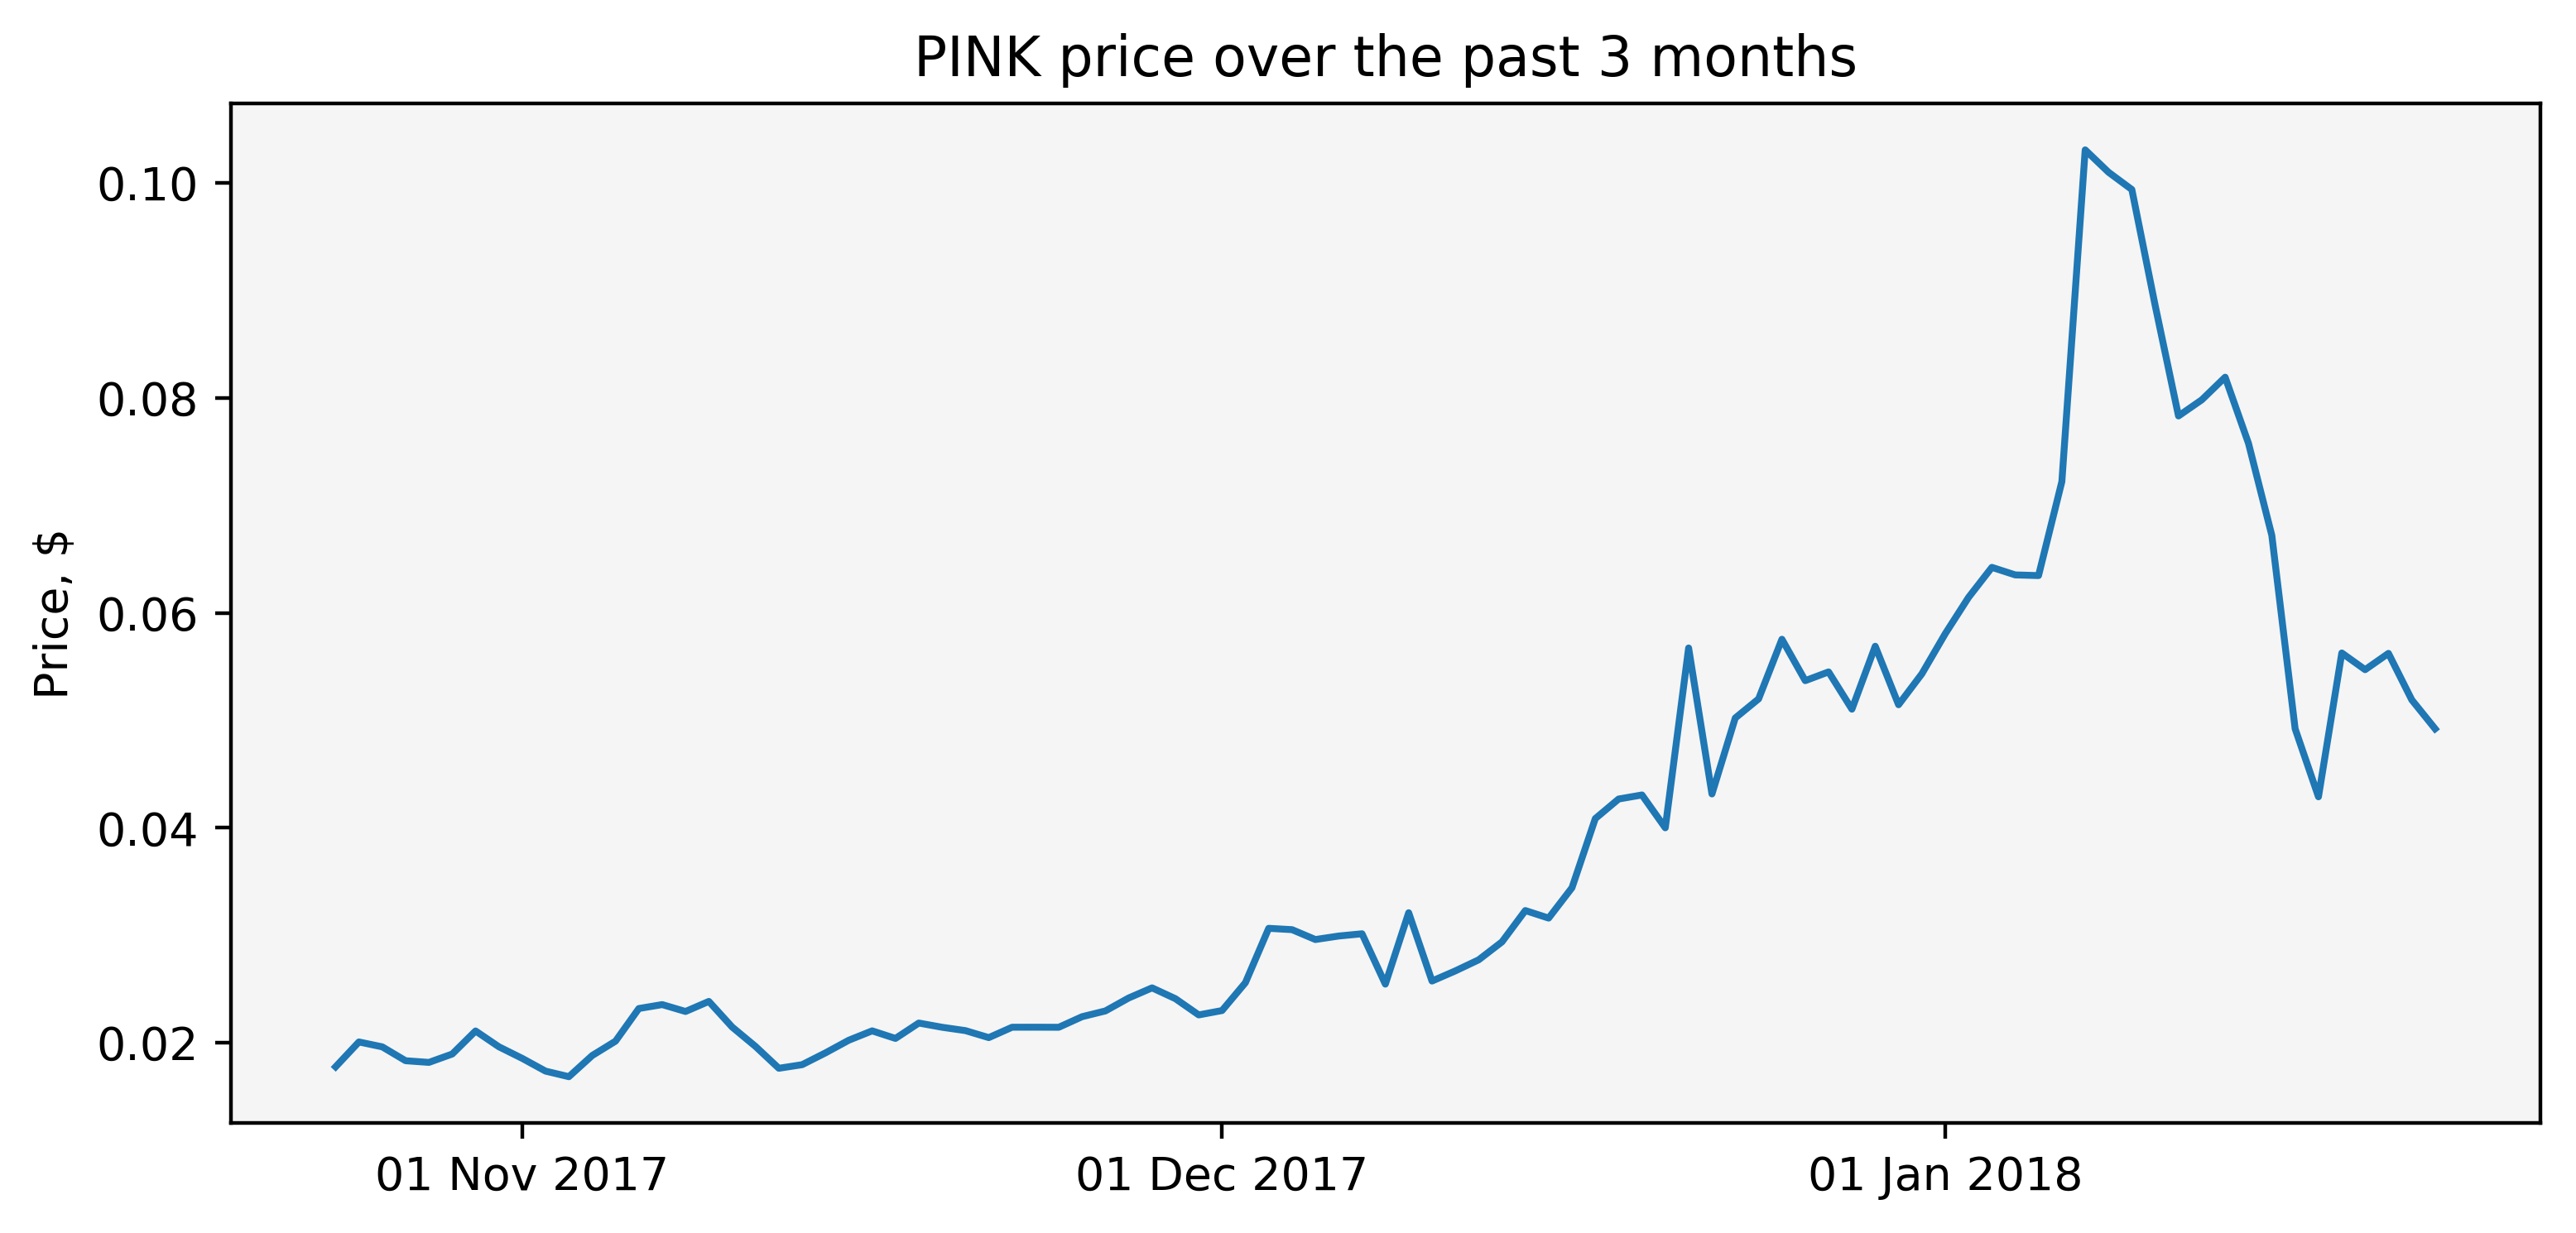 PINK price over the past 3 months
Price, $
0.10
0.08
0.06
0.04
0.02
01 Nov 2017
01 Dec 2017
01 Jan 2018